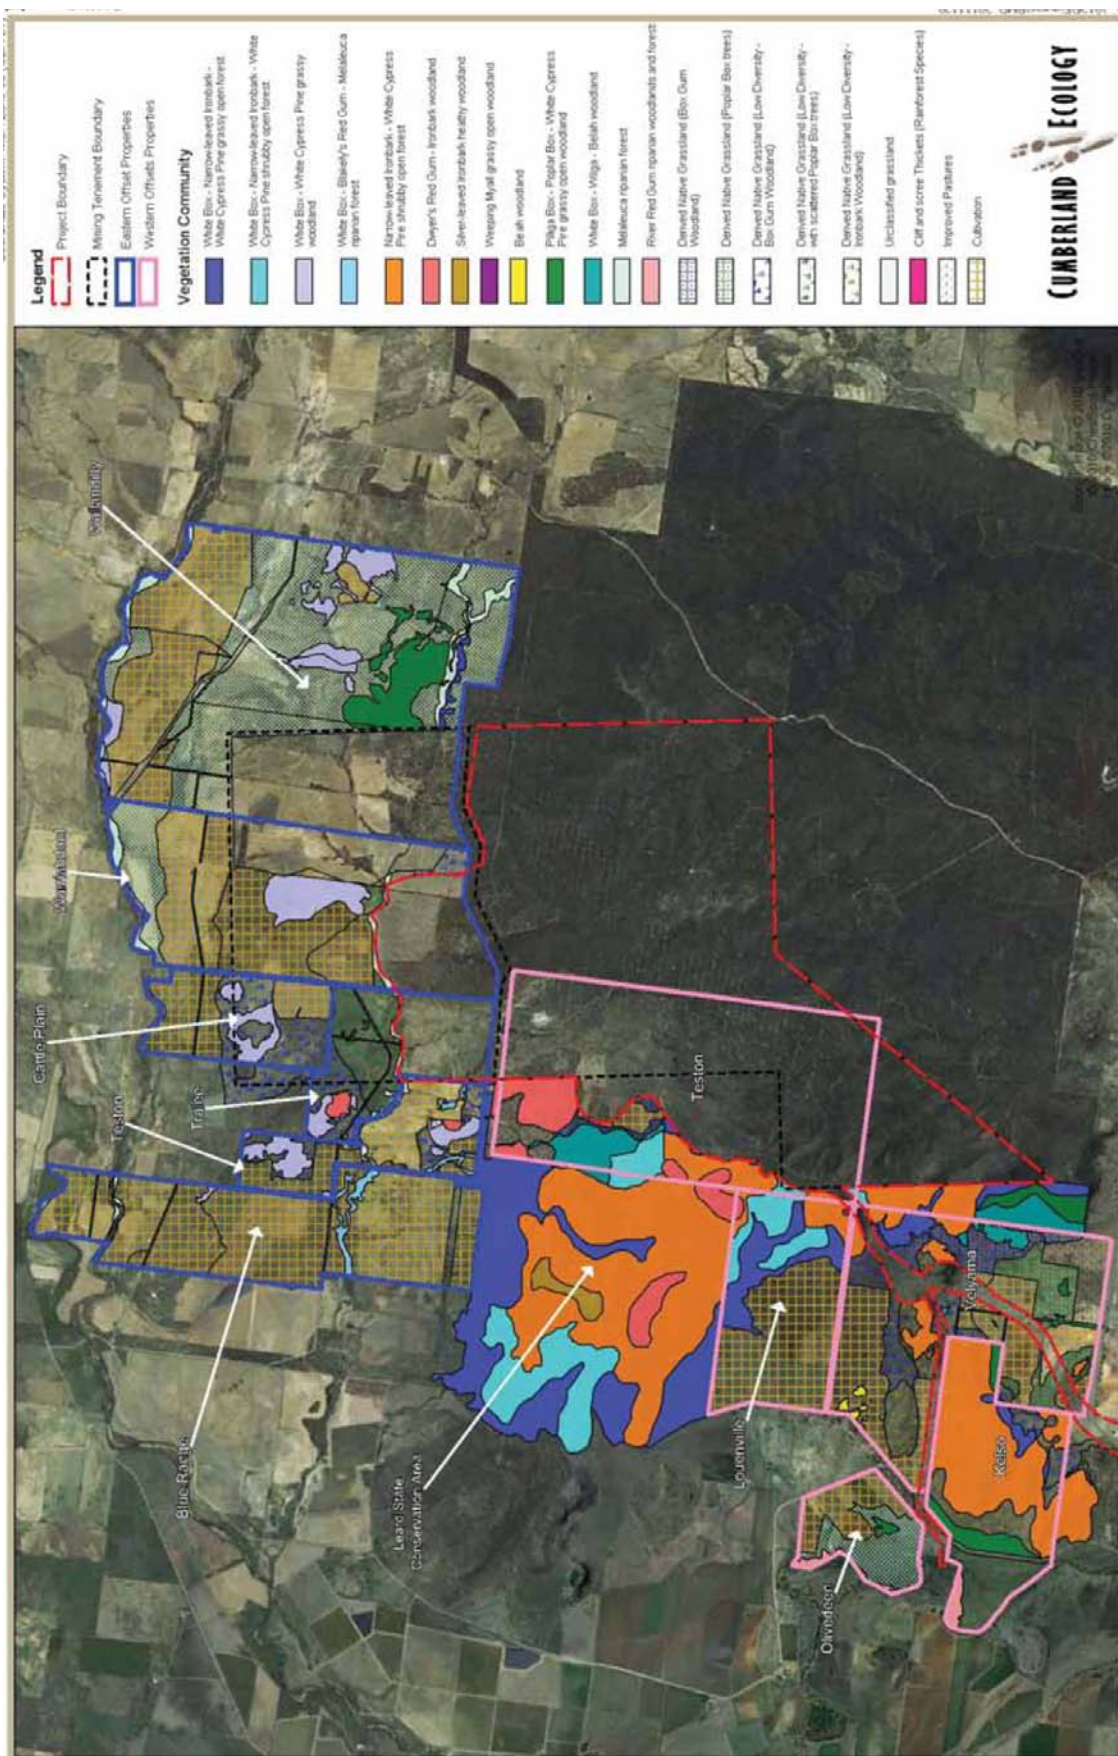 Legend
Project Boundary
Mining Tenement Boundary
Eastern Offset Properties
Western Offsets Properties
Vegetation Community
White Box - Narrow-leaved Ironbark -
White Cypress Pine grassy open forest
White Box - Narrow-leaved Ironbark - White
Cypress Pine shrubby open forest
White Box - White Cypress Pine grassy
woodland
White Box - Blakely's Red Gum - Melaleuca
riparian forest
Narrow-leaved Ironbark - White Cypress
Pine shrubby open forest
Dwyer's Red Gum - Ironbark woodland
Silver-leaved Ironbark heathy woodland
Weeping Myall grassy open woodland
Belah woodland
Pilliga Box - Poplar Box - White Cypress
Pine grassy open woodland
White Box - Wilga - Belah woodland
Melaleuca riparian forest
River Red Gum riparian woodlands and forest
Derived Native Grassland (Box Gum
Woodland)
Derived Native Grassland (Poplar Box trees)
Derived Native Grassland (Low Diversity -
Box Gum Woodland)
Derived Native Grassland (Low Diversity -
with scattered Poplar Box trees)
Derived Native Grassland (Low Diversity -
Ironbark Woodland)
Unclassified grassland
Cliff and scree Thickets (Rainforest Species)
Improved Pastures
Cultivation
CUMBERLAND ECOLOGY
Wallandilly
Cattle Plain
Teston
Tralee
Blue Range
Leard State
Conservation Area
Teston
Louenville
Velyama
Kelso
Olivedeen